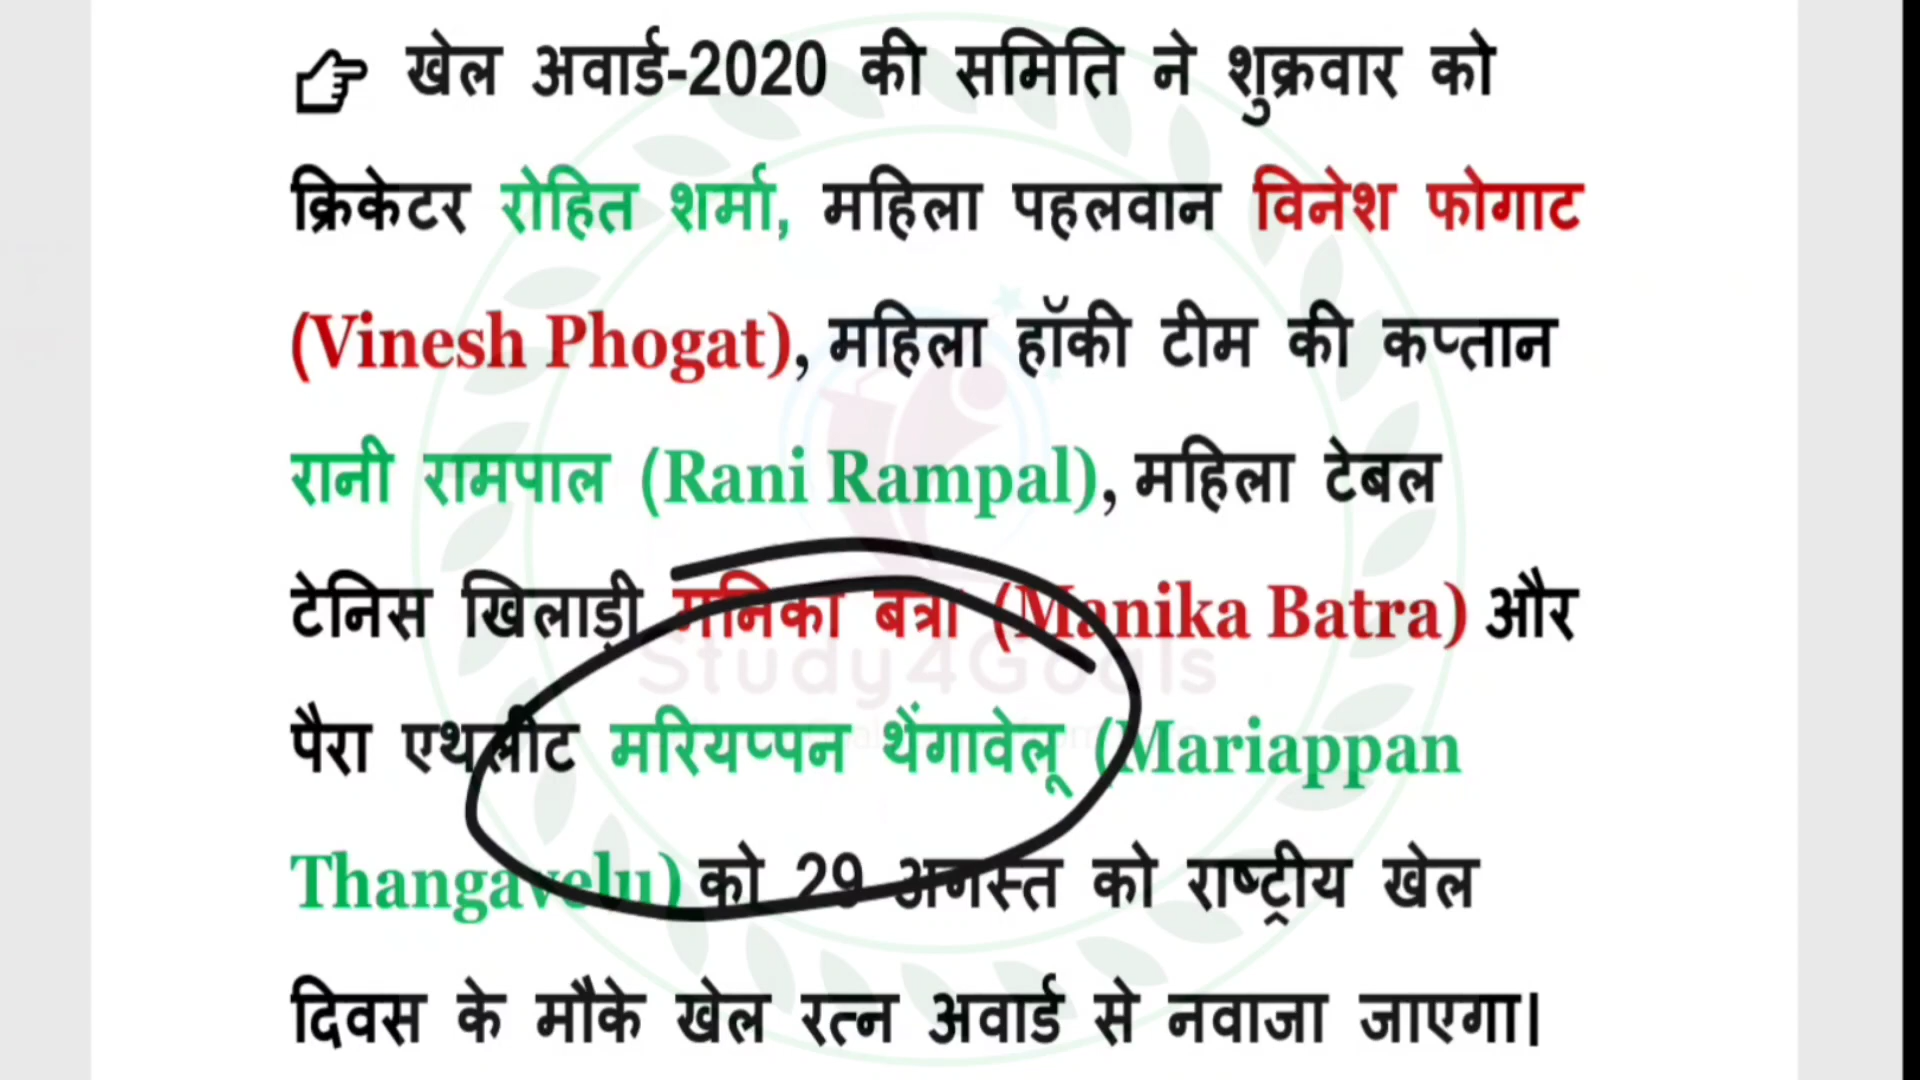 खेल अवार्ड-2020 की समिति ने शुक्रवार को
क्रिकेटर रोहित शर्मा, महिला पहलवान विनेश फोगाट
(Vinesh Phogat), महिला हॉकी टीम की कप्तान
रानी रामपाल (Rani Rampal), महिला टेबल
टेनिस खिलाड़ी मनिका बत्रा (Manika Batra) और
Study4Goals
पैरा एथलीट मरियप्पन थेंगावेलू (Mariappan
Thangavelu) को 29 अगस्त को राष्ट्रीय खेल
दिवस के मौके खेल रत्न अवार्ड से नवाजा जाएगा।